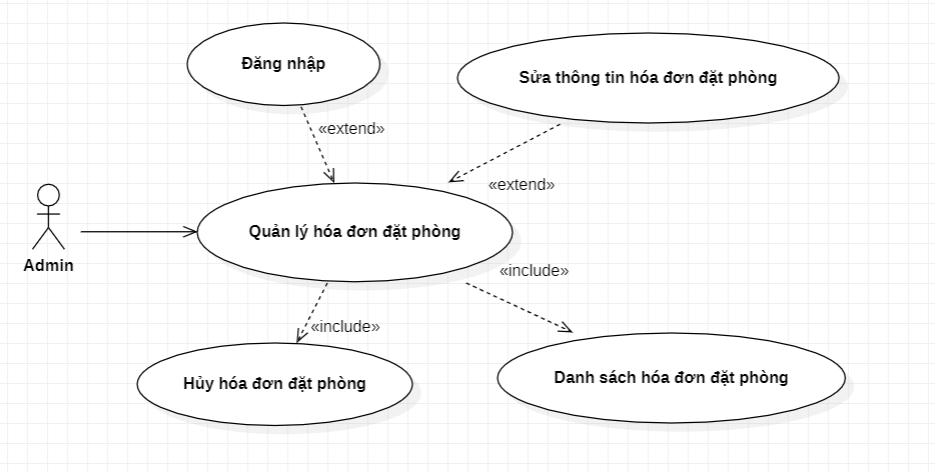 Đăng nhập
Sửa thông tin hóa đơn đặt phòng
«extend»
«extend»
Quản lý hóa đơn đặt phòng
Admin
«include»
«include»
Hủy hóa đơn đặt phòng
Danh sách hóa đơn đặt phòng